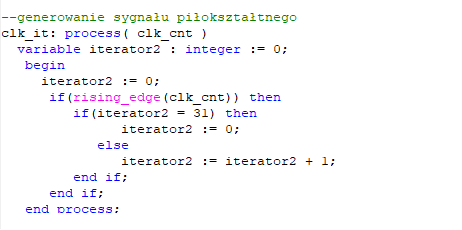 --generowanie sygnału piłokształtnego
clk_it: process( clk_cnt )
variable iterator2 : integer := 0;
begin
iterator2 := 0;
if(rising_edge(clk_cnt)) then
if(iterator2 = 31) then
iterator2 := 0;
else
iterator2 := iterator2 + 1;
end if;
end if;
end process;